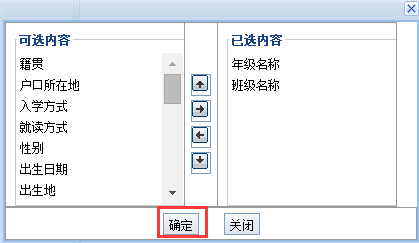 可选内容
籍贯
户口所在地
入学方式
就读方式
性别
出生日期
出生地
已选内容
年级名称
班级名称
确定 关闭